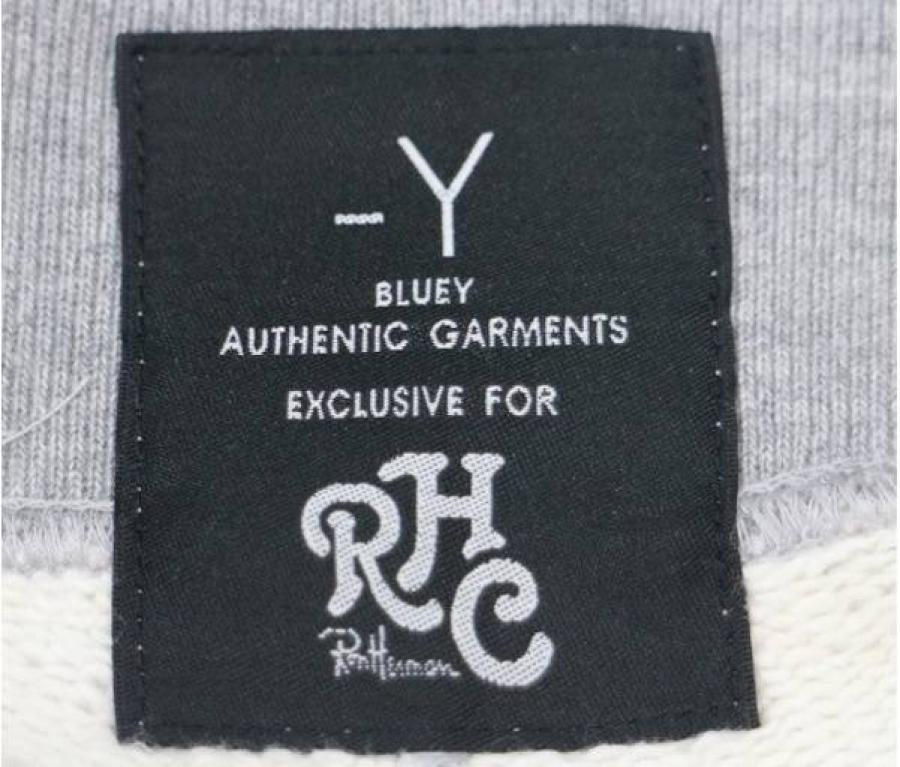 -Y
BLUEY
AUTHENTIC GARMENTS
EXCLUSIVE FOR
RHC
Ron Herman